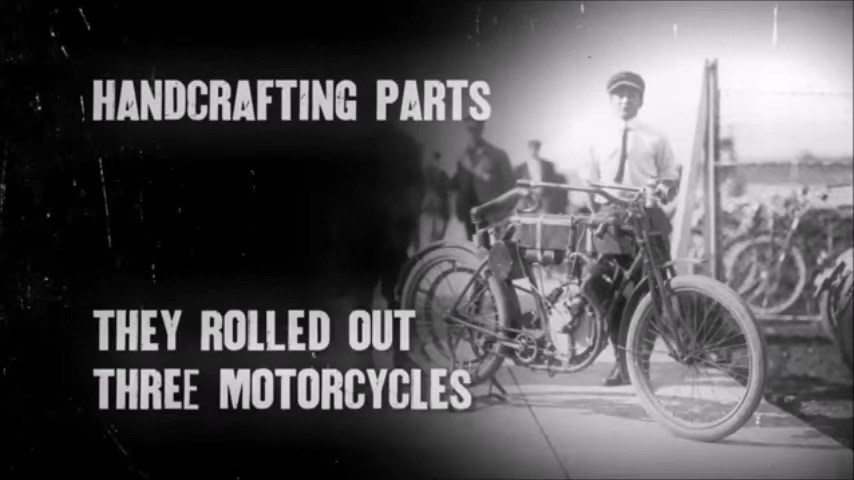 HANDCRAFTING PARTS
THEY ROLLED OUT
THREE MOTORCYCLES